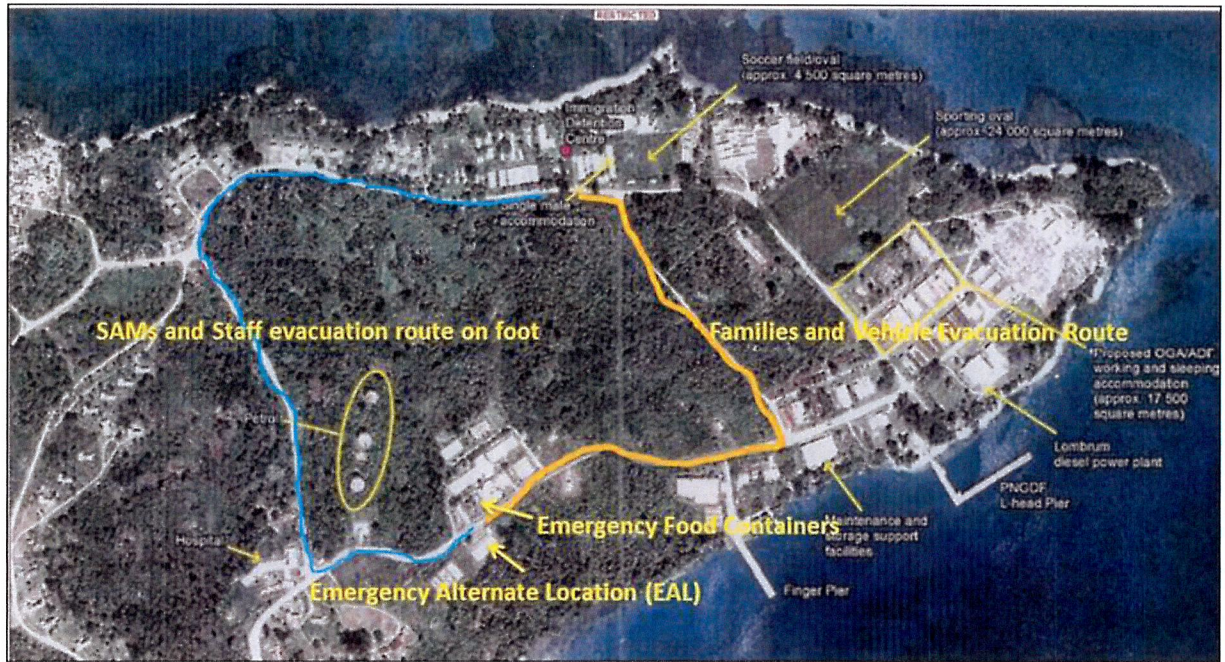 RESTRICTED
Soccer field/oval
(approx. 4 500 square metres)
Immigration
Detention
Centre
Sporting oval
(approx. 24 000 square metres)
Single male
accommodation
SAMs and Staff evacuation route on foot
Families and Vehicle Evacuation Route
*Proposed OGA/ADF
working and sleeping
accommodation
(approx. 17 500
square metres)
Petrol
Lombrum
diesel power plant
PNGDF
L-head Pier
Emergency Food Containers
Maintenance and
storage support
facilities
Hospital
Emergency Alternate Location (EAL)
Finger Pier